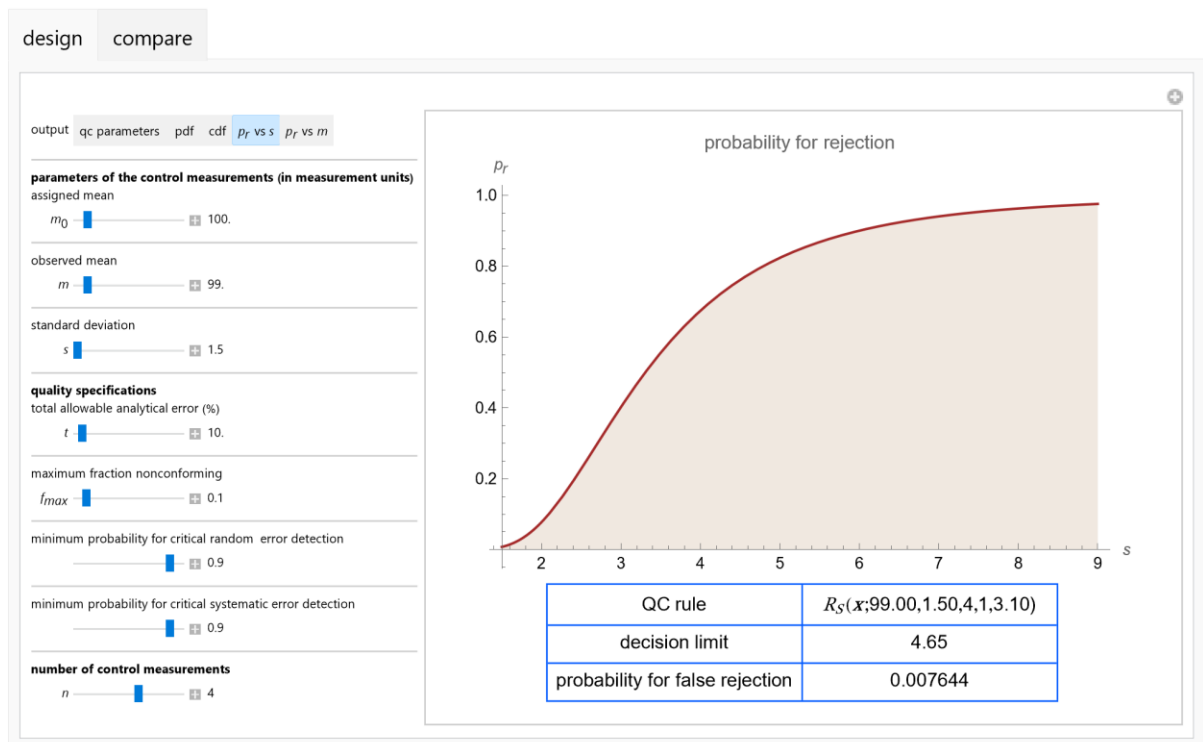 design compare
output qc parameters pdf cdf pr vs s pr vs m
parameters of the control measurements (in measurement units)
assigned mean
m0 100.
observed mean
m 99.
standard deviation
s 1.5
quality specifications
total allowable analytical error (%)
t 10.
maximum fraction nonconforming
fmax 0.1
minimum probability for critical random error detection
0.9
minimum probability for critical systematic error detection
0.9
number of control measurements
n 4
probability for rejection
pr
1.0
0.8
0.6
0.4
0.2
2 3 4 5 6 7 8 9 s
QC rule RS(x;99.00,1.50,4,1,3.10)
decision limit 4.65
probability for false rejection 0.007644